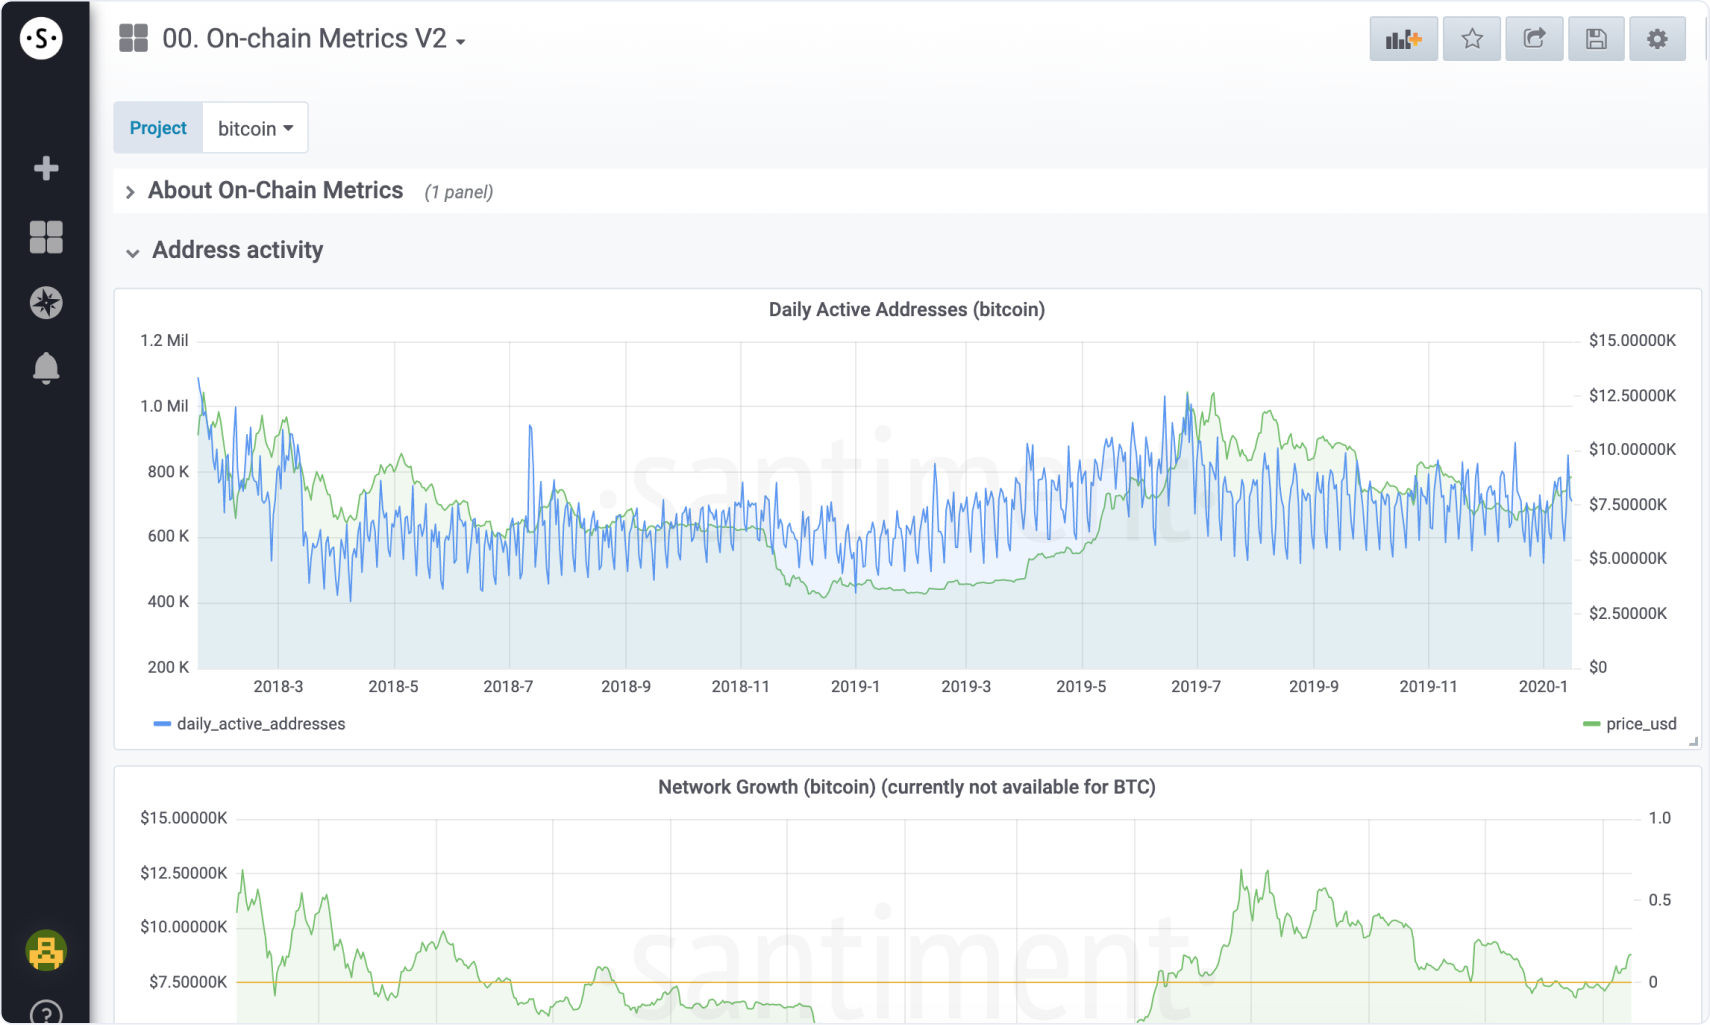 ·S·
00. On-chain Metrics V2
Project bitcoin
About On-Chain Metrics (1 panel)
Address activity
Daily Active Addresses (bitcoin)
1.2 Mil
1.0 Mil
800 K
600 K
400 K
200 K
$15.00000K
$12.50000K
$10.00000K
$7.50000K
$5.00000K
$2.50000K
$0
·santiment·
2018-3 2018-5 2018-7 2018-9 2018-11 2019-1 2019-3 2019-5 2019-7 2019-9 2019-11 2020-1
daily_active_addresses price_usd
Network Growth (bitcoin) (currently not available for BTC)
$15.00000K
$12.50000K
$10.00000K
$7.50000K
1.0
0.5
0
santiment·
?